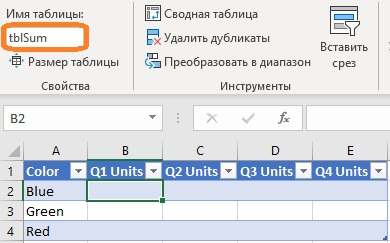 Имя таблицы:
tblSum
Размер таблицы
Свойства
Сводная таблица
Удалить дубликаты
Преобразовать в диапазон
Инструменты
Вставить
срез
B2
fx
A B C D E
1 Color Q1 Units Q2 Units Q3 Units Q4 Units
2 Blue
3 Green
4 Red